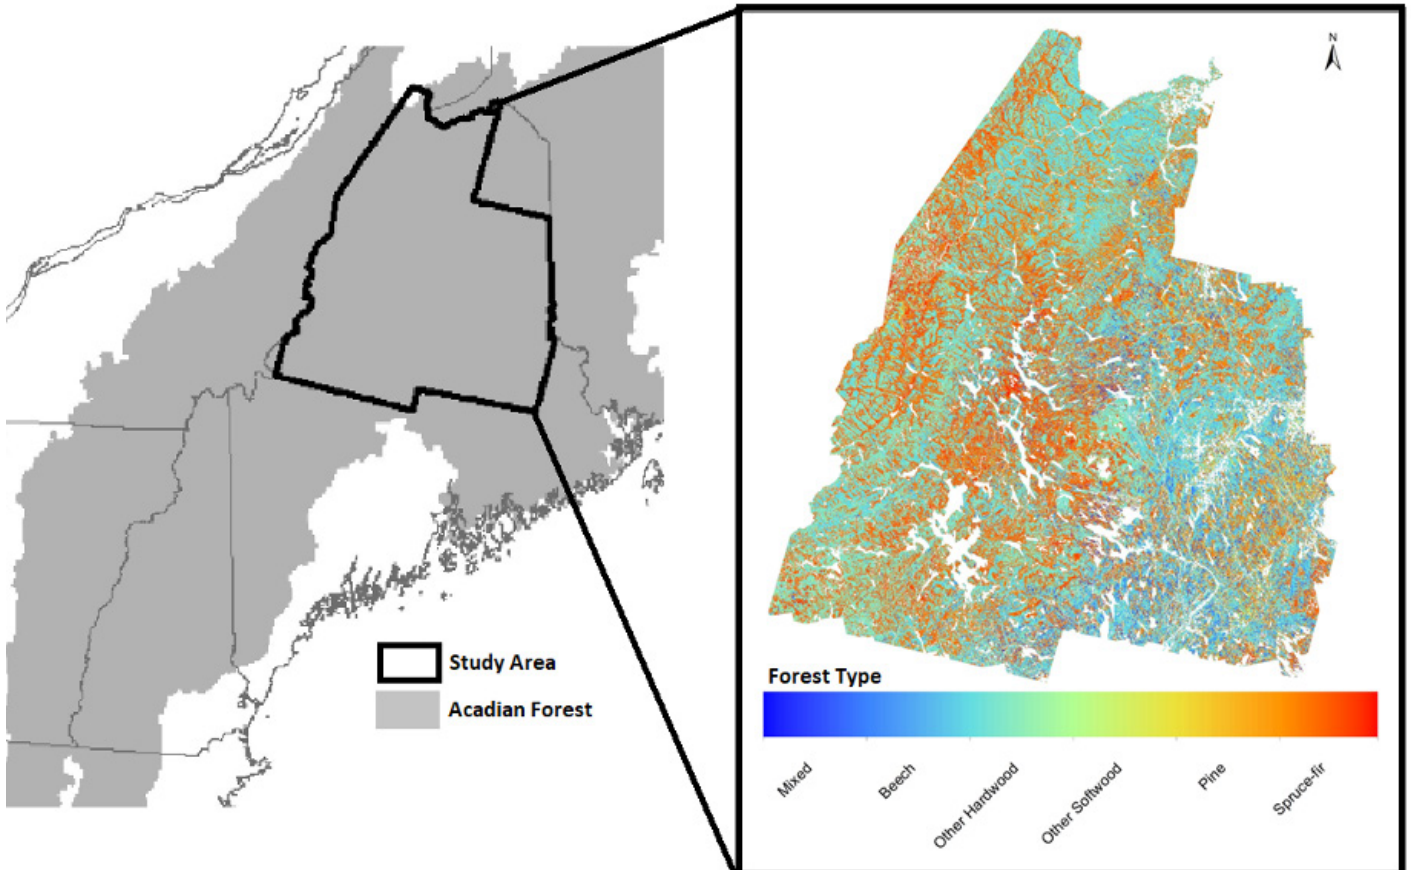 N
Study Area
Acadian Forest
Forest Type
Mixed
Beech
Other Hardwood
Other Softwood
Pine
Spruce-fir